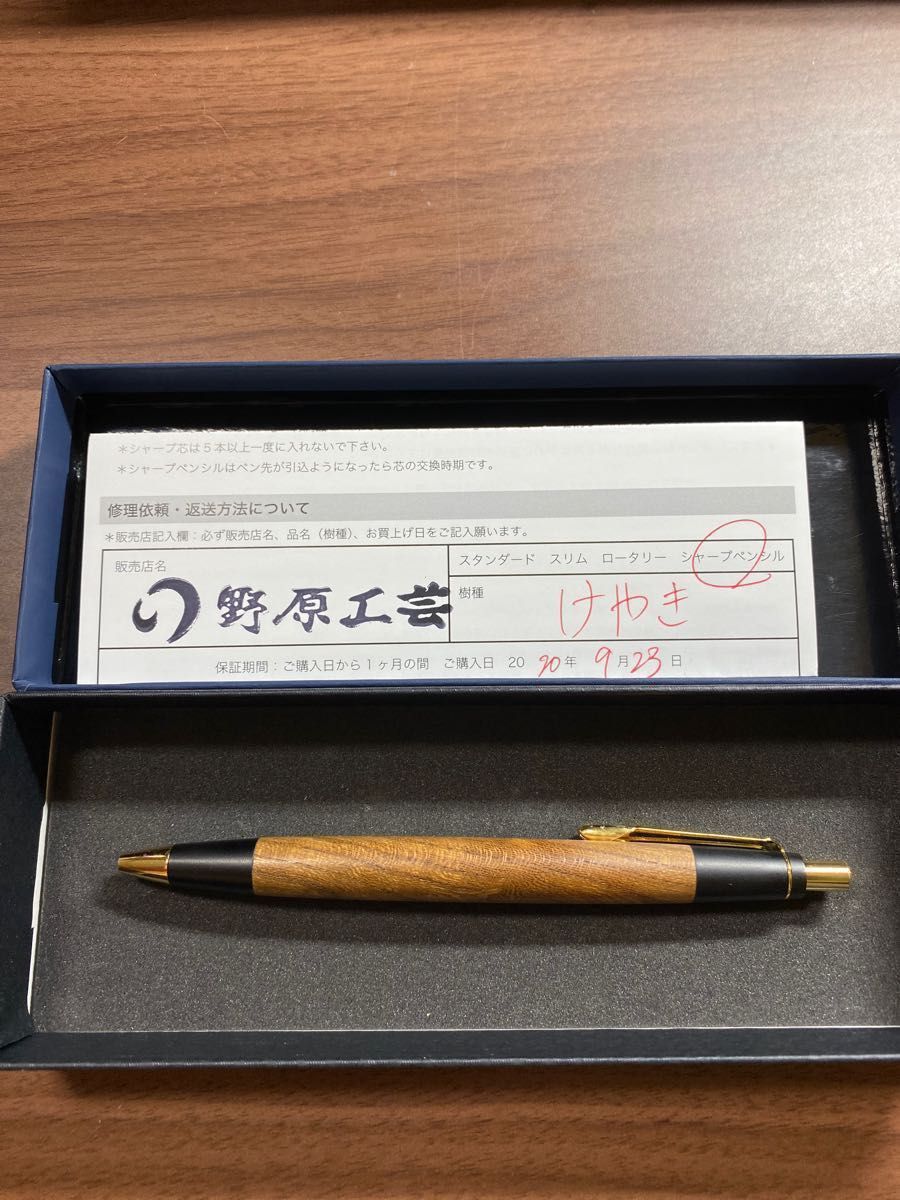 ＊シャープ芯は５本以上一度に入れないで下さい。
＊シャープペンシルはペン先が引込ようになったら芯の交換時期です。
修理依頼・返送方法について
＊販売店記入欄：必ず販売店名、品名（樹種）、お買上げ日をご記入願います。
販売店名
野原工芸
スタンダード　スリム　ロータリー　シャープペンシル
樹種
けやき
保証期間：ご購入日から１ヶ月の間　ご購入日　20 20年 9月23日